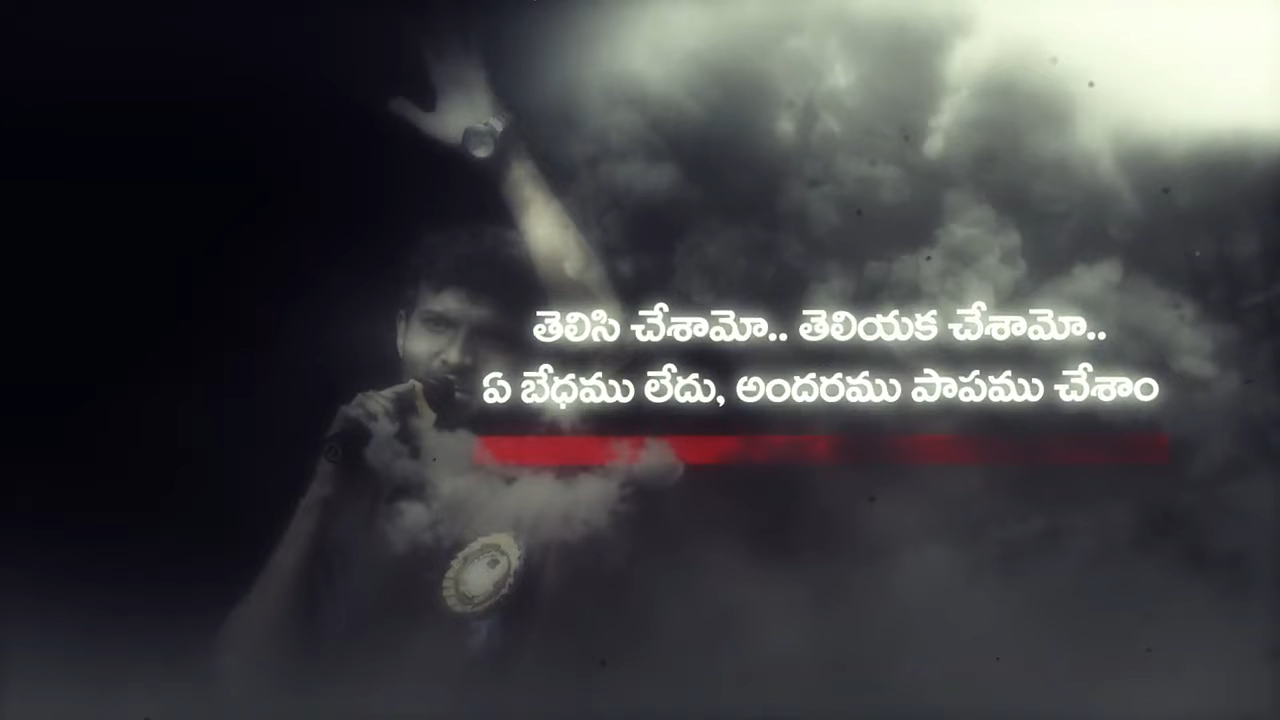 తెలిసి చేశామో.. తెలియక చేశామో..
ఏ బేధము లేదు, అందరము పాపము చేశాం